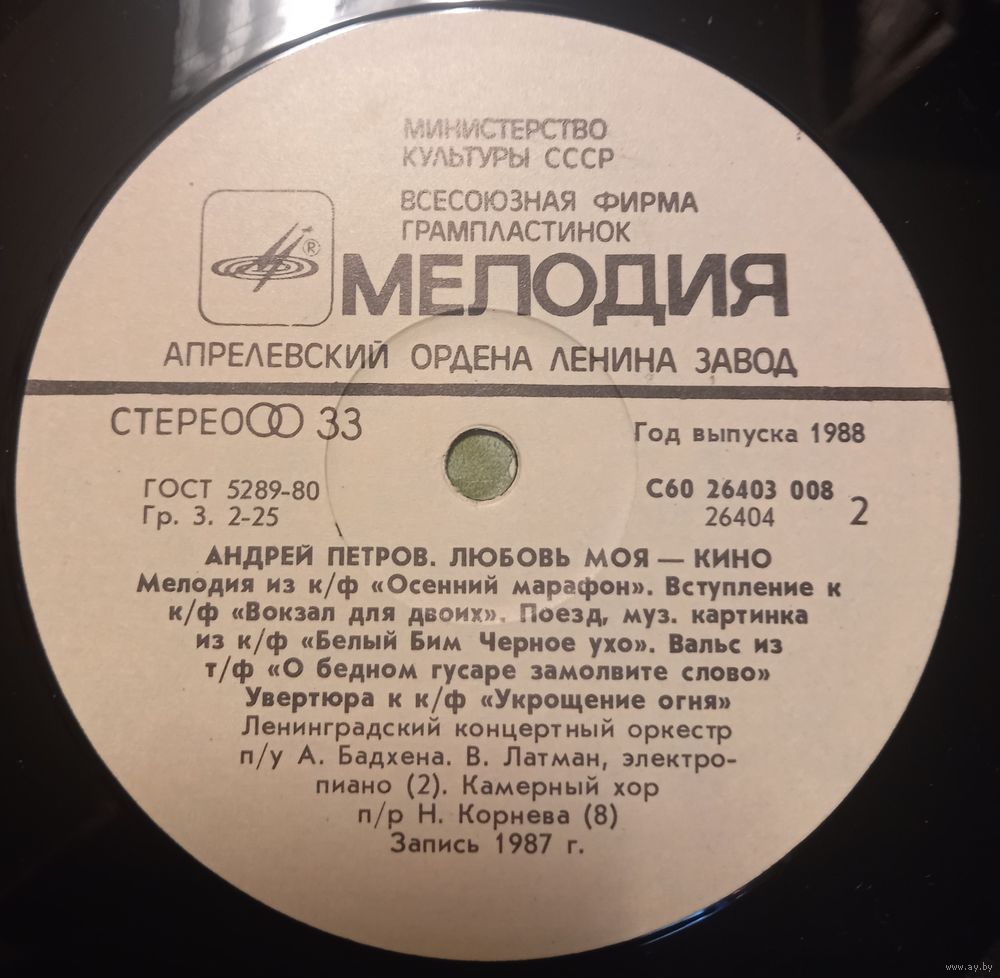 МИНИСТЕРСТВО
КУЛЬТУРЫ СССР
ВСЕСОЮЗНАЯ ФИРМА
ГРАМПЛАСТИНОК
®
МЕЛОДИЯ
АПРЕЛЕВСКИЙ ОРДЕНА ЛЕНИНА ЗАВОД
СТЕРЕО 33
Год выпуска 1988
ГОСТ 5289-80
Гр. 3. 2-25
С60 26403 008
26404
2
АНДРЕЙ ПЕТРОВ. ЛЮБОВЬ МОЯ — КИНО
Мелодия из к/ф «Осенний марафон». Вступление к
к/ф «Вокзал для двоих». Поезд, муз. картинка
из к/ф «Белый Бим Черное ухо». Вальс из
т/ф «О бедном гусаре замолвите слово»
Увертюра к к/ф «Укрощение огня»
Ленинградский концертный оркестр
п/у А. Бадхена. В. Латман, электро-
пиано (2). Камерный хор
п/р Н. Корнева (8)
Запись 1987 г.
www.ay.by